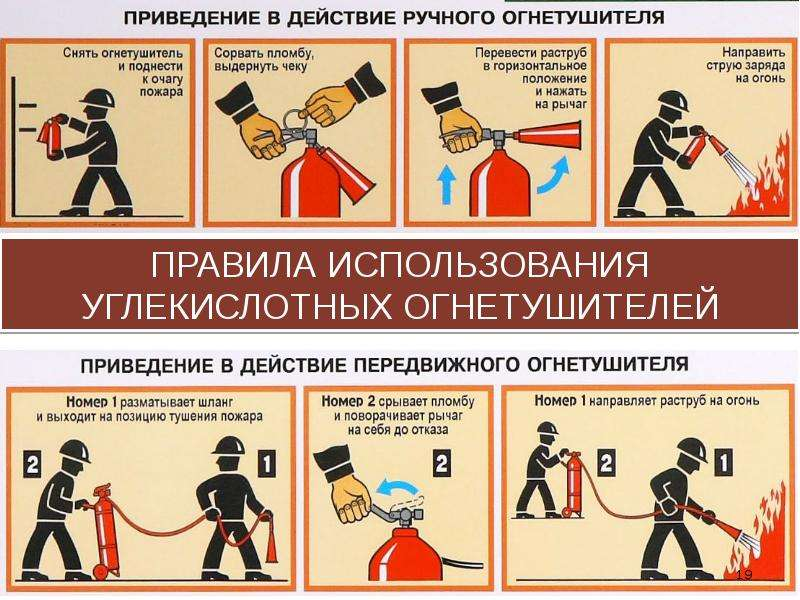 ПРИВЕДЕНИЕ В ДЕЙСТВИЕ РУЧНОГО ОГНЕТУШИТЕЛЯ
Снять огнетушитель
и поднести
к очагу
пожара
Сорвать пломбу,
выдернуть чеку
Перевести раструб
в горизонтальное
положение
и нажать
на рычаг
Направить
струю заряда
на огонь
ПРАВИЛА ИСПОЛЬЗОВАНИЯ
УГЛЕКИСЛОТНЫХ ОГНЕТУШИТЕЛЕЙ
ПРИВЕДЕНИЕ В ДЕЙСТВИЕ ПЕРЕДВИЖНОГО ОГНЕТУШИТЕЛЯ
Номер 1 разматывает шланг
и выходит на позицию тушения пожара
2
1
Номер 2 срывает пломбу
и поворачивает рычаг
на себя до отказа
2
Номер 1 направляет раструб на огонь
2
1
19